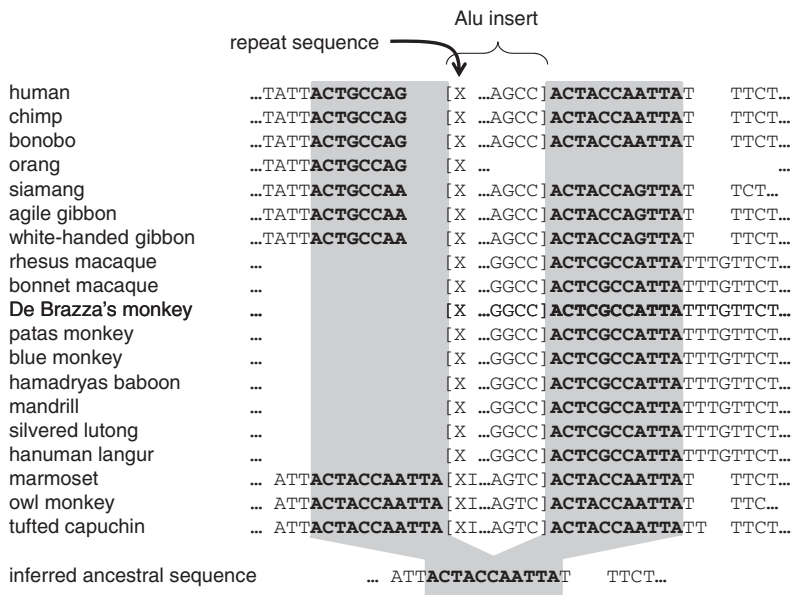 Alu insert
repeat sequence
human ...TATTACTGCCAG [X ...AGCC]ACTACCAATTAT TTCT...
chimp ...TATTACTGCCAG [X ...AGCC]ACTACCAATTAT TTCT...
bonobo ...TATTACTGCCAG [X ...AGCC]ACTACCAATTAT TTCT...
orang ...TATTACTGCCAG [X ... ...
siamang ...TATTACTGCCAA [X ...AGCC]ACTACCAGTTAT TCT...
agile gibbon ...TATTACTGCCAA [X ...AGCC]ACTACCAGTTAT TTCT...
white-handed gibbon ...TATTACTGCCAA [X ...AGCC]ACTACCAGTTAT TTCT...
rhesus macaque ... [X ...GGCC]ACTCGCCATTATTTGTTCT...
bonnet macaque ... [X ...GGCC]ACTCGCCATTATTTGTTCT...
De Brazza's monkey ... [X ...GGCC]ACTCGCCATTATTTGTTCT...
patas monkey ... [X ...GGCC]ACTCGCCATTATTTGTTCT...
blue monkey ... [X ...GGCC]ACTCGCCATTATTTGTTCT...
hamadryas baboon ... [X ...GGCC]ACTCGCCATTATTTGTTCT...
mandrill ... [X ...GGCC]ACTCGCCATTATTTGTTCT...
silvered lutong ... [X ...GGCC]ACTCGCCATTATTTGTTCT...
hanuman langur ... [X ...GGCC]ACTCGCCATTATTTGTTCT...
marmoset ... ATTACTACCAATTA[XI...AGTC]ACTACCAATTAT TTCT...
owl monkey ... ATTACTACCAATTA[XI...AGTC]ACTACCAATTAT TTC...
tufted capuchin ... ATTACTACCAATTA[XI...AGTC]ACTACCAATTATT TTCT...
inferred ancestral sequence ... ATTACTACCAATTAT TTCT...